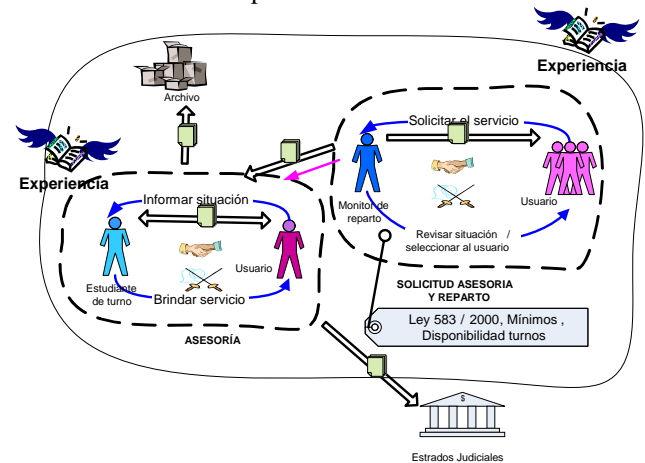 Experiencia
Archivo
Solicitar el servicio
Experiencia
Monitor de
reparto
Usuario
Informar situación
Revisar situación /
seleccionar al usuario
Usuario
Estudiante
de turno
Brindar servicio
SOLICITUD ASESORIA
Y REPARTO
Ley 583 / 2000, Mínimos ,
Disponibilidad turnos
ASESORÍA
$
Estrados Judiciales